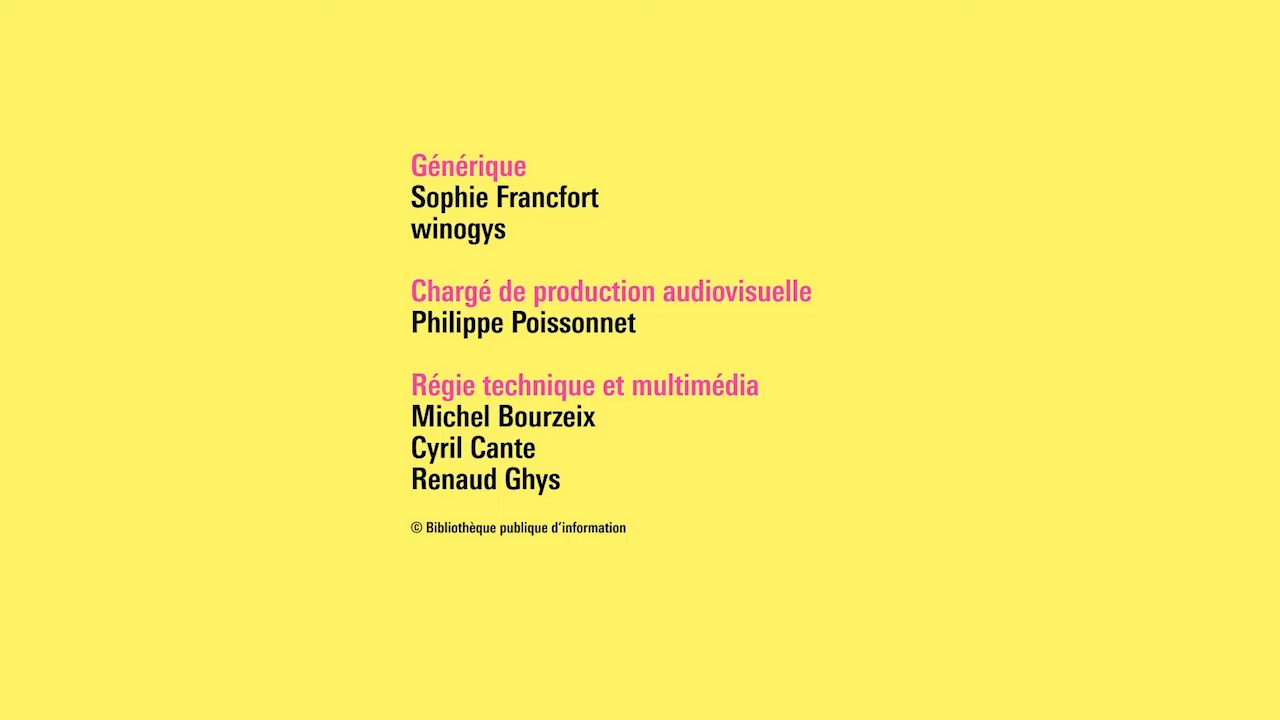 Générique
Sophie Francfort
winogys
Chargé de production audiovisuelle
Philippe Poissonnet
Régie technique et multimédia
Michel Bourzeix
Cyril Cante
Renaud Ghys
© Bibliothèque publique d’information